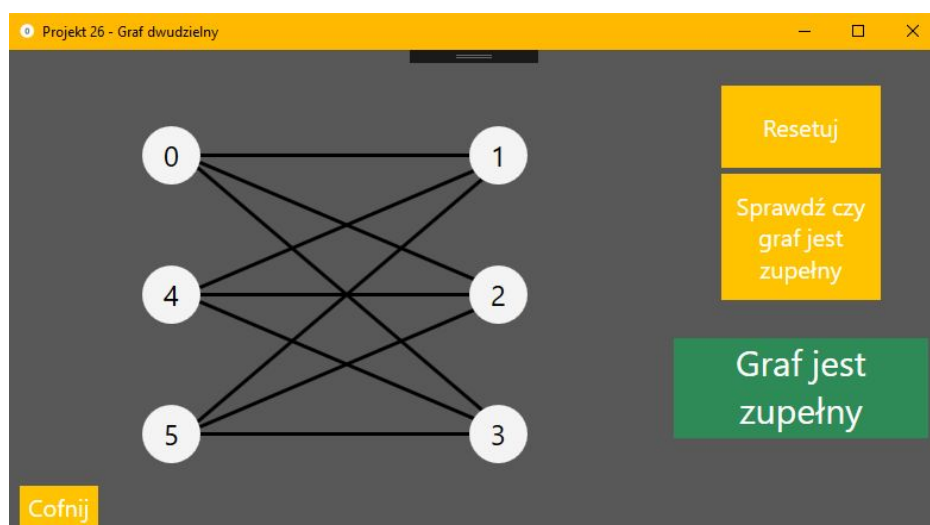 0 Projekt 26 - Graf dwudzielny
0
1
Resetuj
Sprawdź czy
graf jest
zupełny
4
2
Graf jest
zupełny
5
3
Cofnij